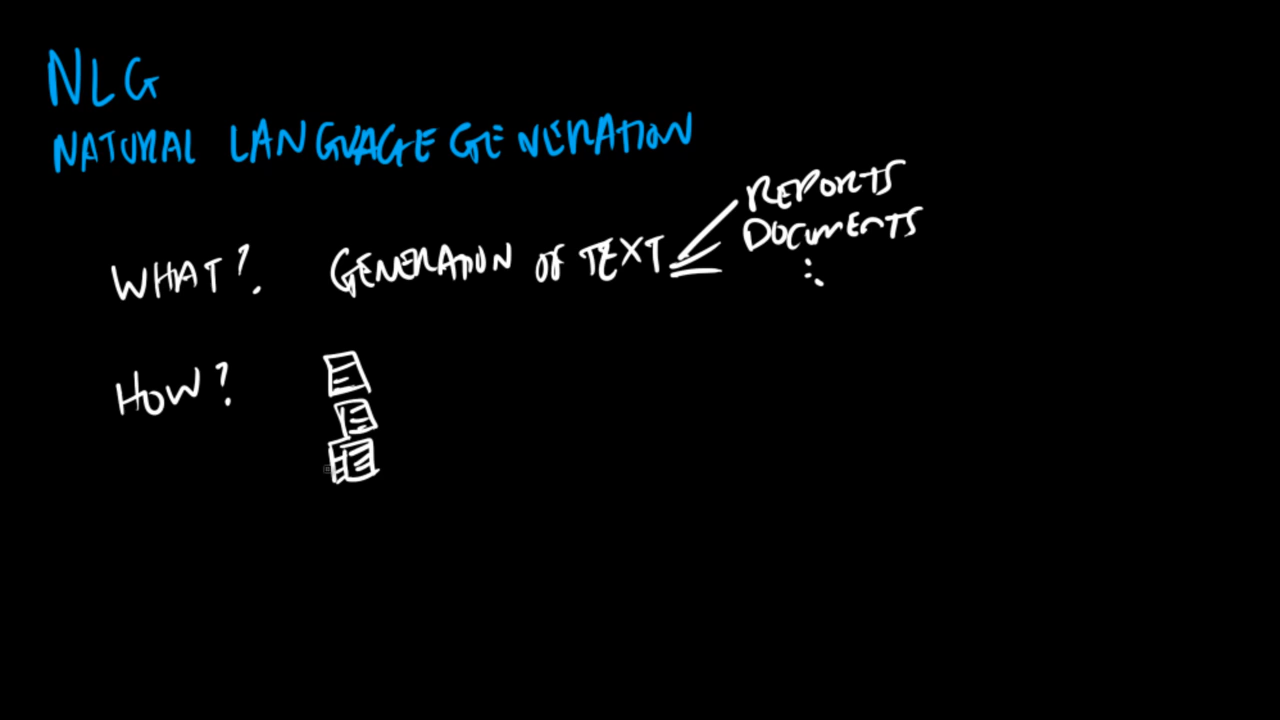 NLG
NATURAL LANGUAGE GENERATION
REPORTS
DOCUMENTS
WHAT? GENERATION OF TEXT
HOW?